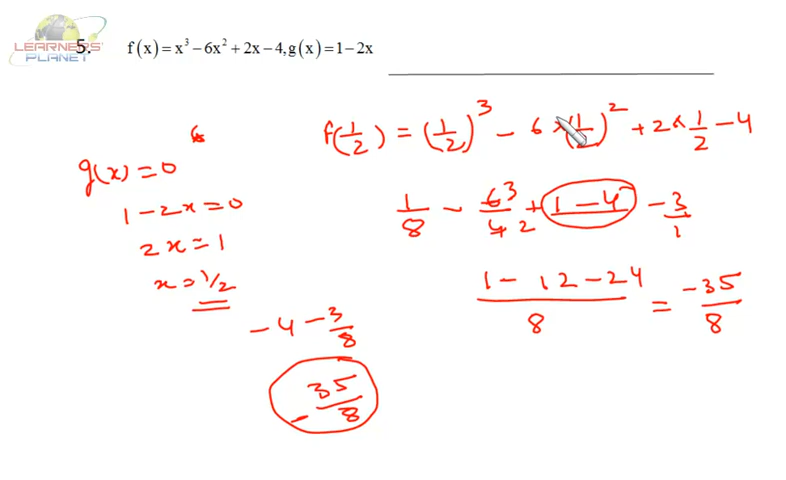 LEARNERS' PLANET
5. f(x) = x³ − 6x² + 2x − 4, g(x) = 1 − 2x
f(1/2) = (1/2)³ − 6 × (1/2)² + 2 × 1/2 − 4
g(x) = 0
1 − 2x = 0
2x = 1
x = 1/2
1/8 − 6 3/4 2 + 1 − 4 − 3/1
1 − 12 − 24 / 8 = −35/8
− 4 − 3/8
− 35/8